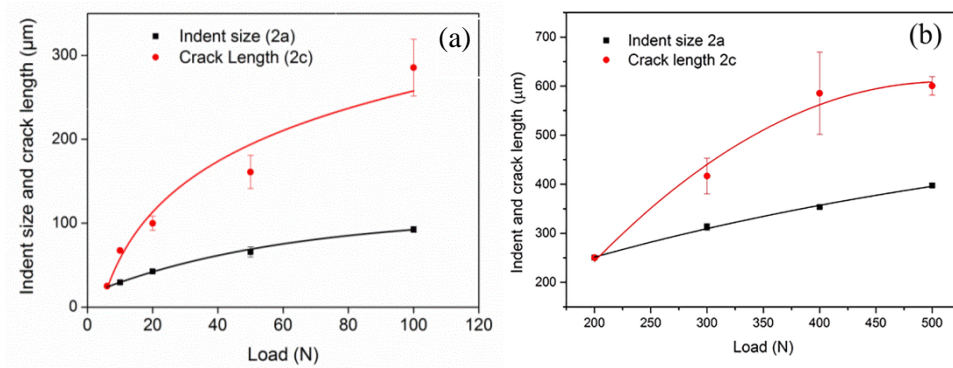 (a)
Indent size (2a)
Crack Length (2c)
Indent size and crack length (µm)
300
200
100
0
0 20 40 60 80 100 120
Load (N)
(b)
Indent size 2a
Crack length 2c
Indent and crack length (µm)
700
600
500
400
300
250
200 250 300 350 400 450 500
Load (N)